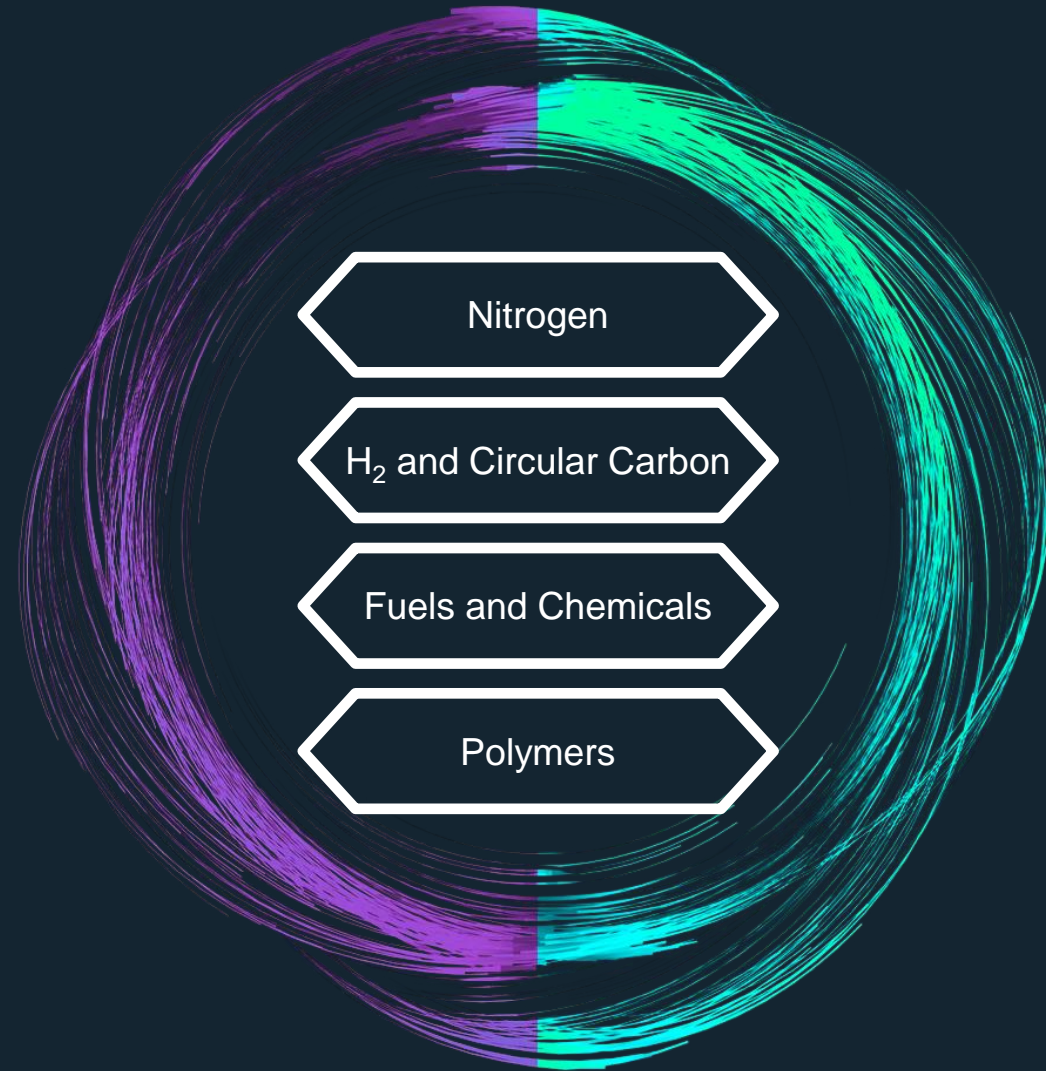 Nitrogen
H₂ and Circular Carbon
Fuels and Chemicals
Polymers